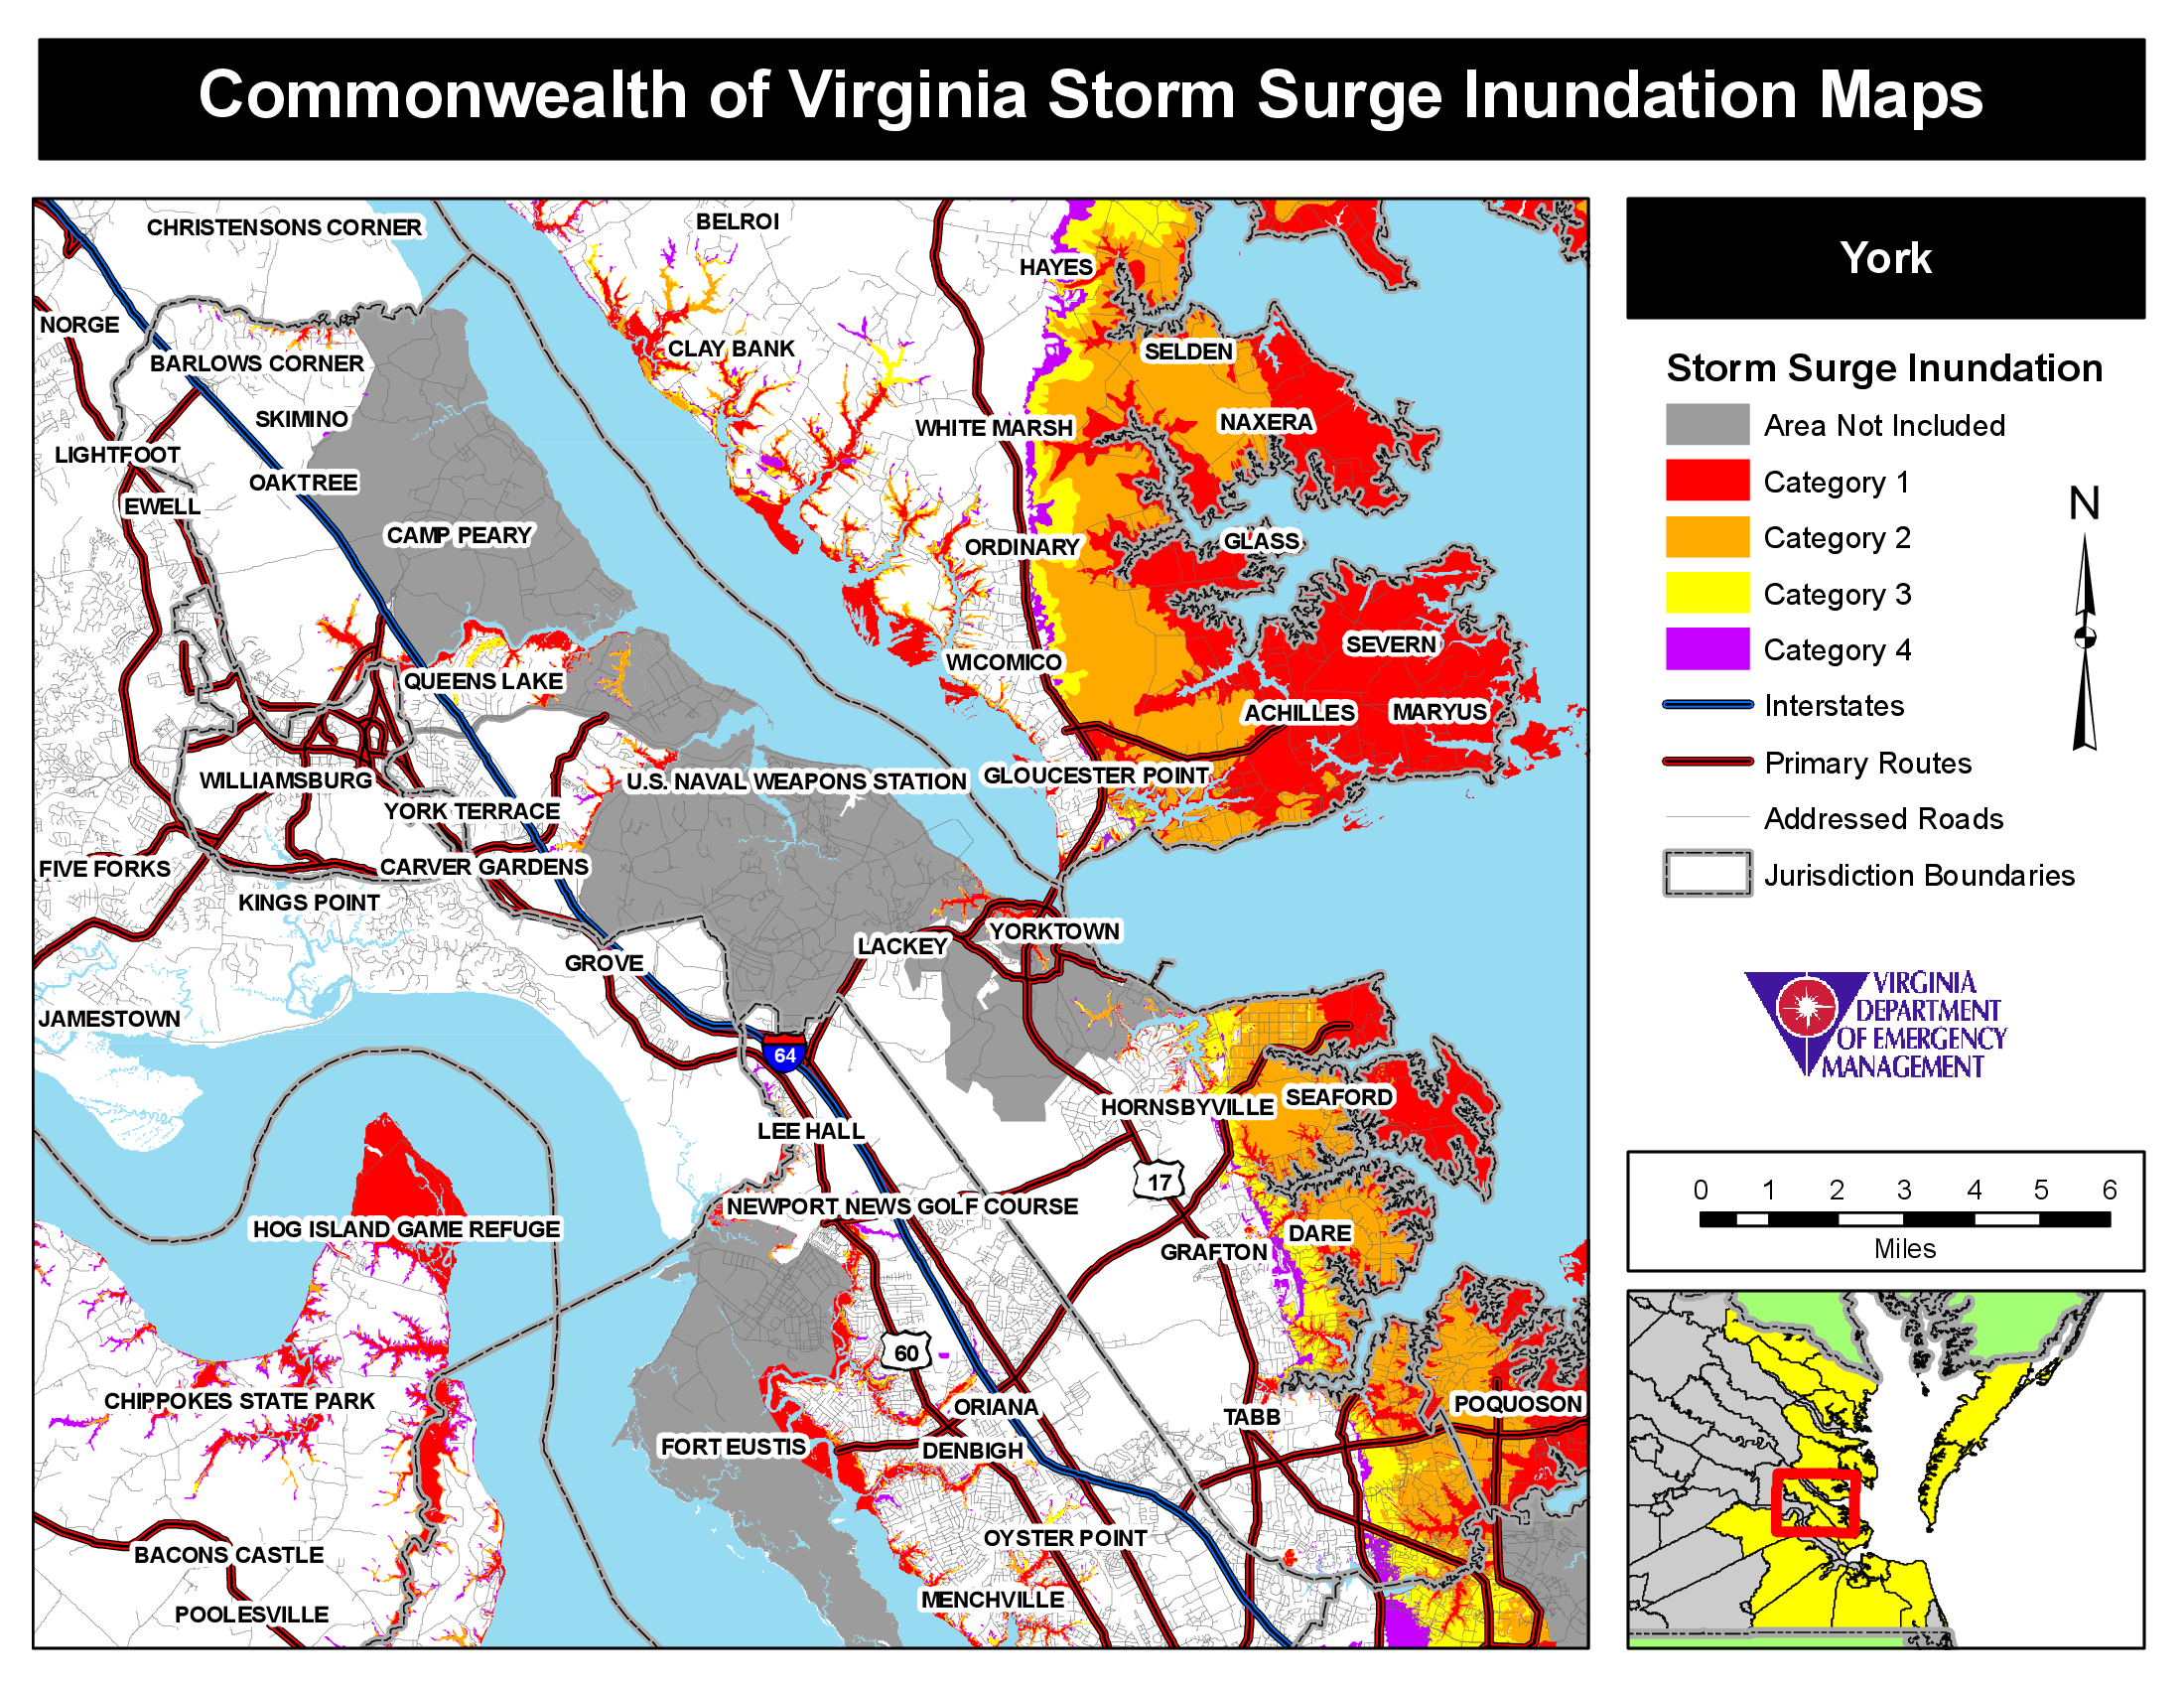 Commonwealth of Virginia Storm Surge Inundation Maps
York
Storm Surge Inundation
Area Not Included
Category 1
Category 2
Category 3
Category 4
Interstates
Primary Routes
Addressed Roads
Jurisdiction Boundaries
N
VIRGINIA
DEPARTMENT
OF EMERGENCY
MANAGEMENT
0 1 2 3 4 5 6
Miles
CHRISTENSONS CORNER
BELROI
HAYES
NORGE
BARLOWS CORNER
CLAY BANK
SELDEN
SKIMINO
WHITE MARSH
NAXERA
LIGHTFOOT
OAKTREE
EWELL
CAMP PEARY
ORDINARY
GLASS
SEVERN
WICOMICO
QUEENS LAKE
ACHILLES
MARYUS
WILLIAMSBURG
U.S. NAVAL WEAPONS STATION
GLOUCESTER POINT
YORK TERRACE
FIVE FORKS
CARVER GARDENS
KINGS POINT
YORKTOWN
LACKEY
GROVE
JAMESTOWN
64
SEAFORD
HORNSBYVILLE
LEE HALL
17
NEWPORT NEWS GOLF COURSE
HOG ISLAND GAME REFUGE
DARE
GRAFTON
60
CHIPPOKES STATE PARK
ORIANA
POQUOSON
TABB
FORT EUSTIS
DENBIGH
OYSTER POINT
BACONS CASTLE
MENCHVILLE
POOLESVILLE